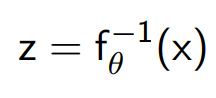 z = f_θ^{-1}(x)